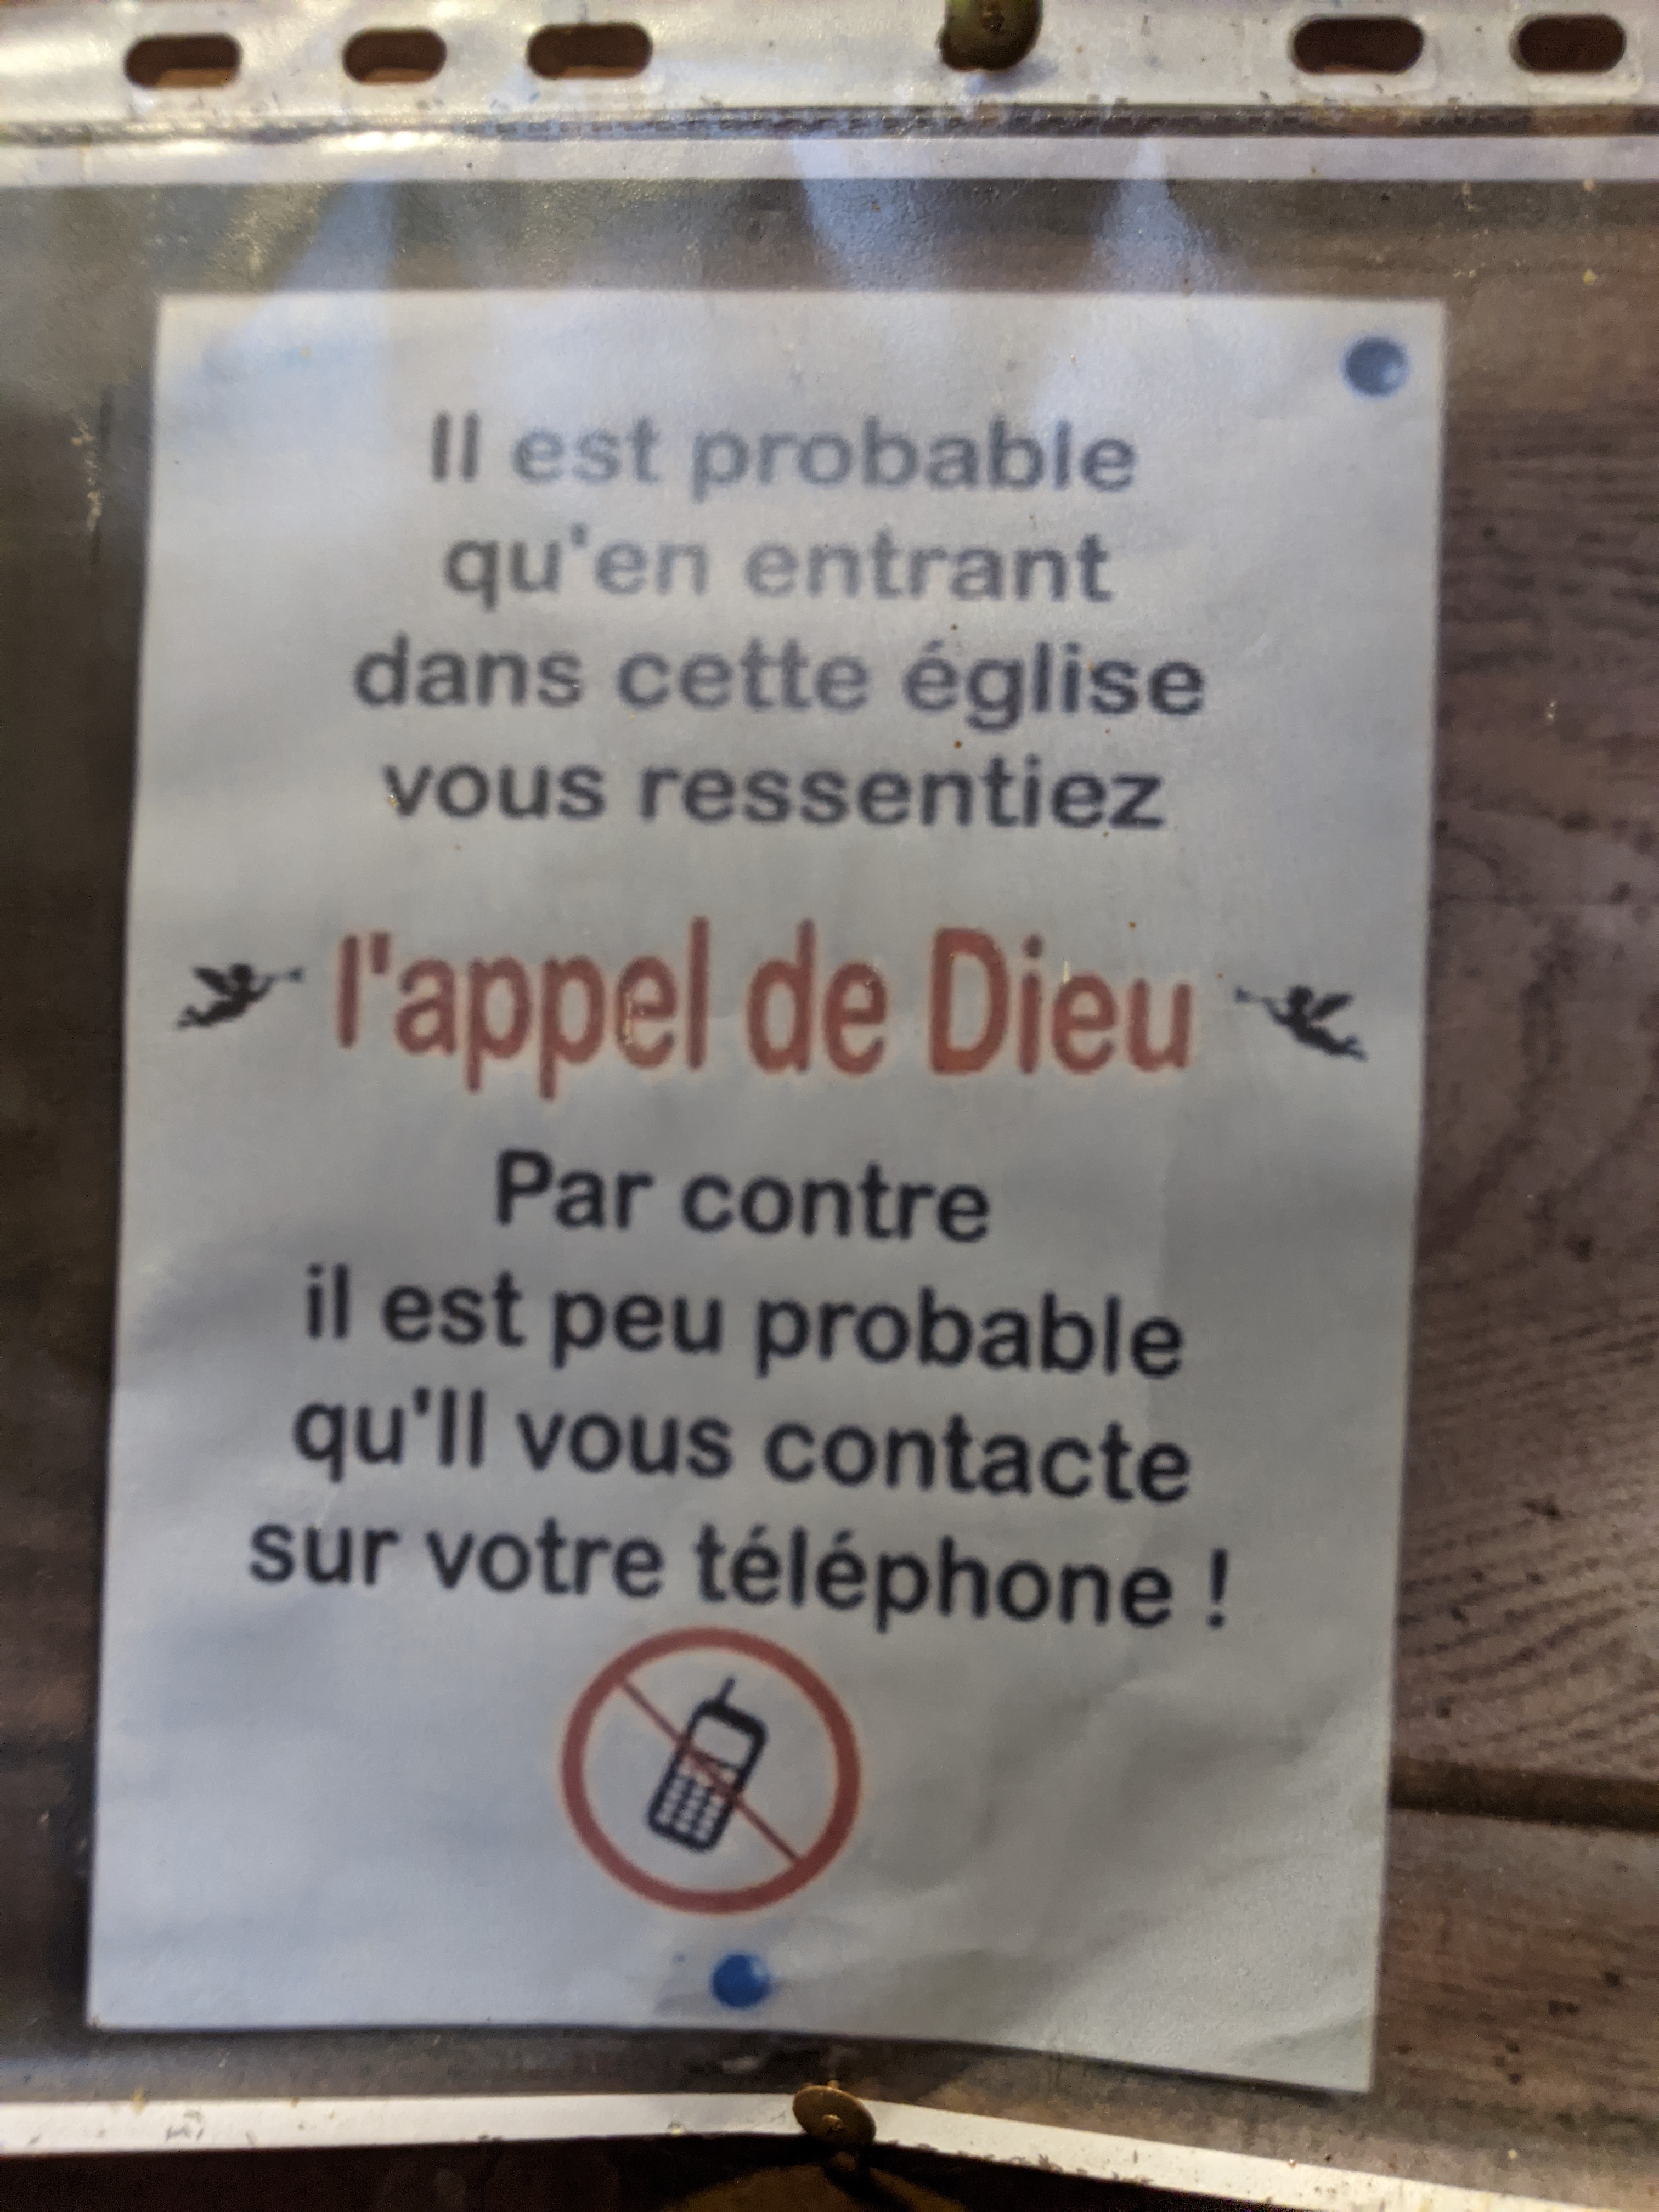 Il est probable
qu'en entrant
dans cette église
vous ressentiez
l'appel de Dieu
Par contre
il est peu probable
qu'Il vous contacte
sur votre téléphone !